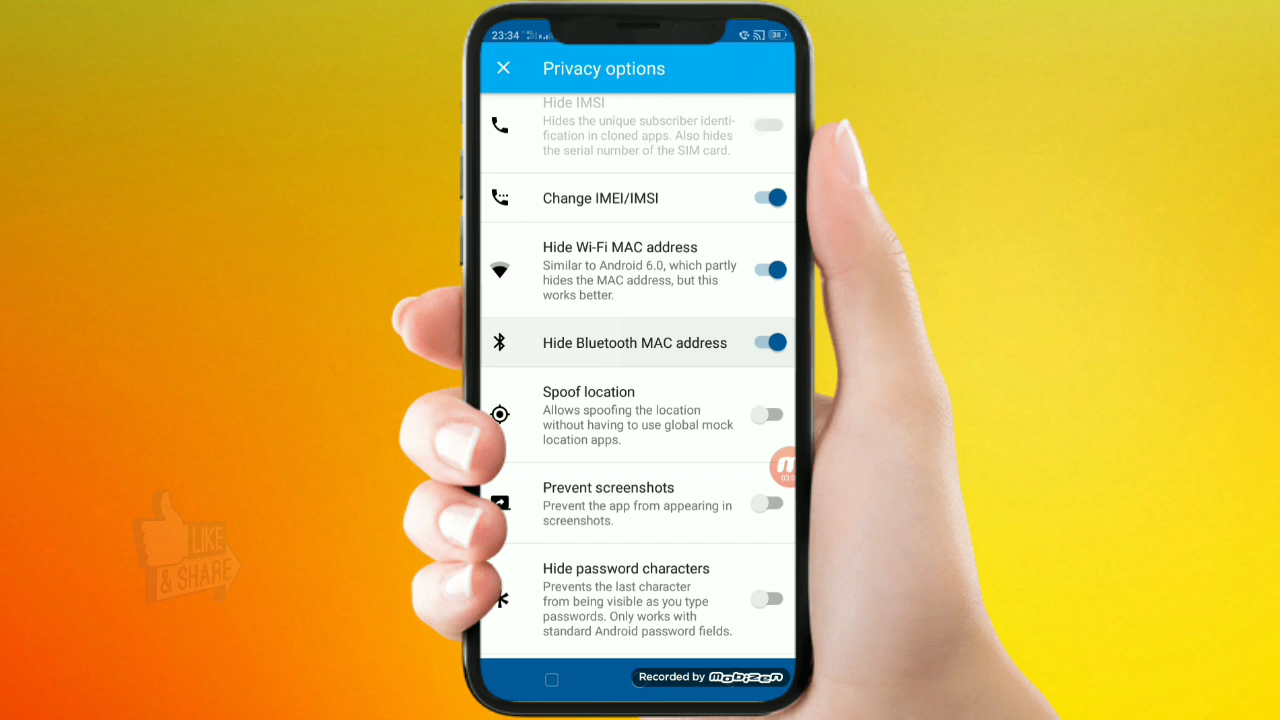 23:34
38
Privacy options
Hide IMSI
Hides the unique subscriber identi-
fication in cloned apps. Also hides
the serial number of the SIM card.
Change IMEI/IMSI
Hide Wi-Fi MAC address
Similar to Android 6.0, which partly
hides the MAC address, but this
works better.
Hide Bluetooth MAC address
Spoof location
Allows spoofing the location
without having to use global mock
location apps.
Prevent screenshots
Prevent the app from appearing in
screenshots.
Hide password characters
Prevents the last character
from being visible as you type
passwords. Only works with
standard Android password fields.
Recorded by mobizen
LIKE
& SHARE